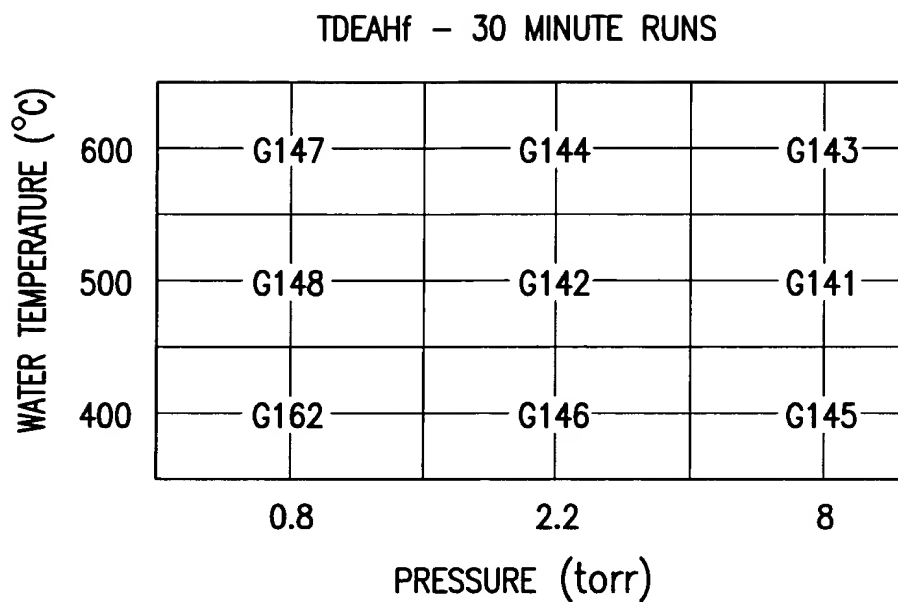 TDEAHf – 30 MINUTE RUNS
WATER TEMPERATURE (°C)
600 G147 G144 G143
500 G148 G142 G141
400 G162 G146 G145
0.8 2.2 8
PRESSURE (torr)